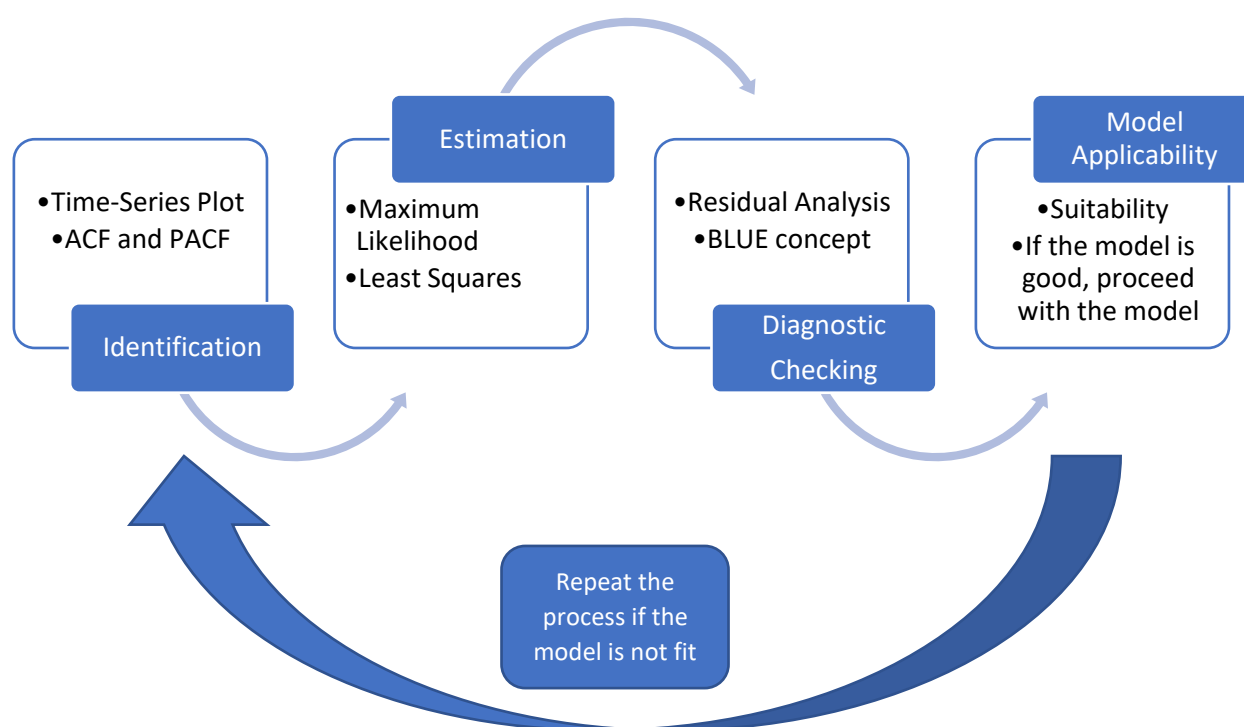 •Time-Series Plot
•ACF and PACF
Identification
Estimation
•Maximum
Likelihood
•Least Squares
•Residual Analysis
•BLUE concept
Diagnostic
Checking
Model
Applicability
•Suitability
•If the model is
good, proceed
with the model
Repeat the
process if the
model is not fit